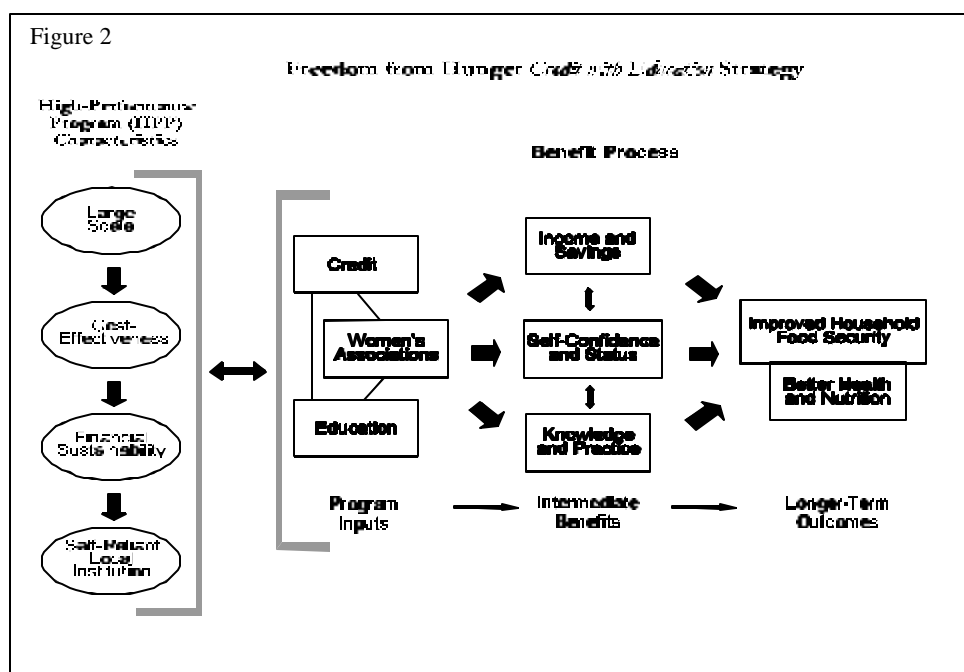 Figure 2
Freedom from Hunger Credit with Education Strategy
High-Performance
Program (HPP)
Characteristics
Benefit Process
Large
Scale
Cost-
Effectiveness
Financial
Sustainability
Self-Reliant
Local
Institution
Credit
Women's
Associations
Education
Income and
Savings
Self-Confidence
and Status
Knowledge
and Practice
Improved Household
Food Security
Better Health
and Nutrition
Program
Inputs
Intermediate
Benefits
Longer-Term
Outcomes